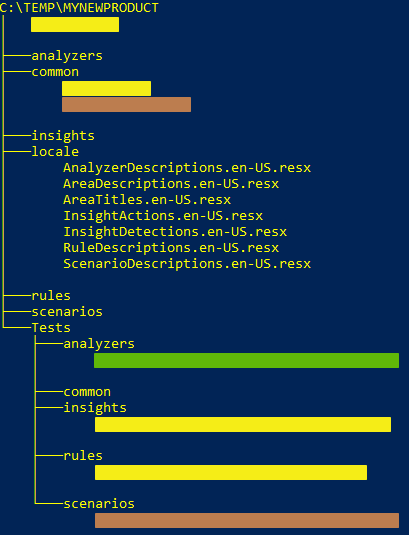 C:\TEMP\MYNEWPRODUCT
analyzers
common
insights
locale
AnalyzerDescriptions.en-US.resx
AreaDescriptions.en-US.resx
AreaTitles.en-US.resx
InsightActions.en-US.resx
InsightDetections.en-US.resx
RuleDescriptions.en-US.resx
ScenarioDescriptions.en-US.resx
rules
scenarios
Tests
analyzers
common
insights
rules
scenarios